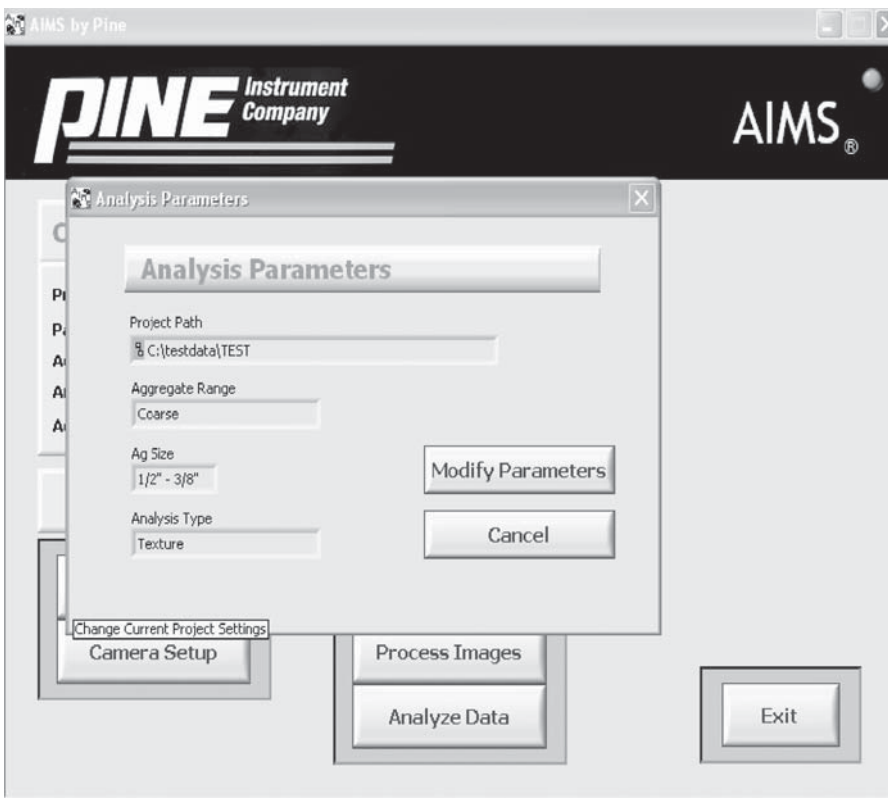 AIMS by Pine
PINE Instrument
Company
AIMS®
Analysis Parameters
Analysis Parameters
Project Path
C:\testdata\TEST
Aggregate Range
Coarse
Ag Size
1/2" - 3/8"
Modify Parameters
Analysis Type
Texture
Cancel
Change Current Project Settings
Camera Setup
Process Images
Analyze Data
Exit